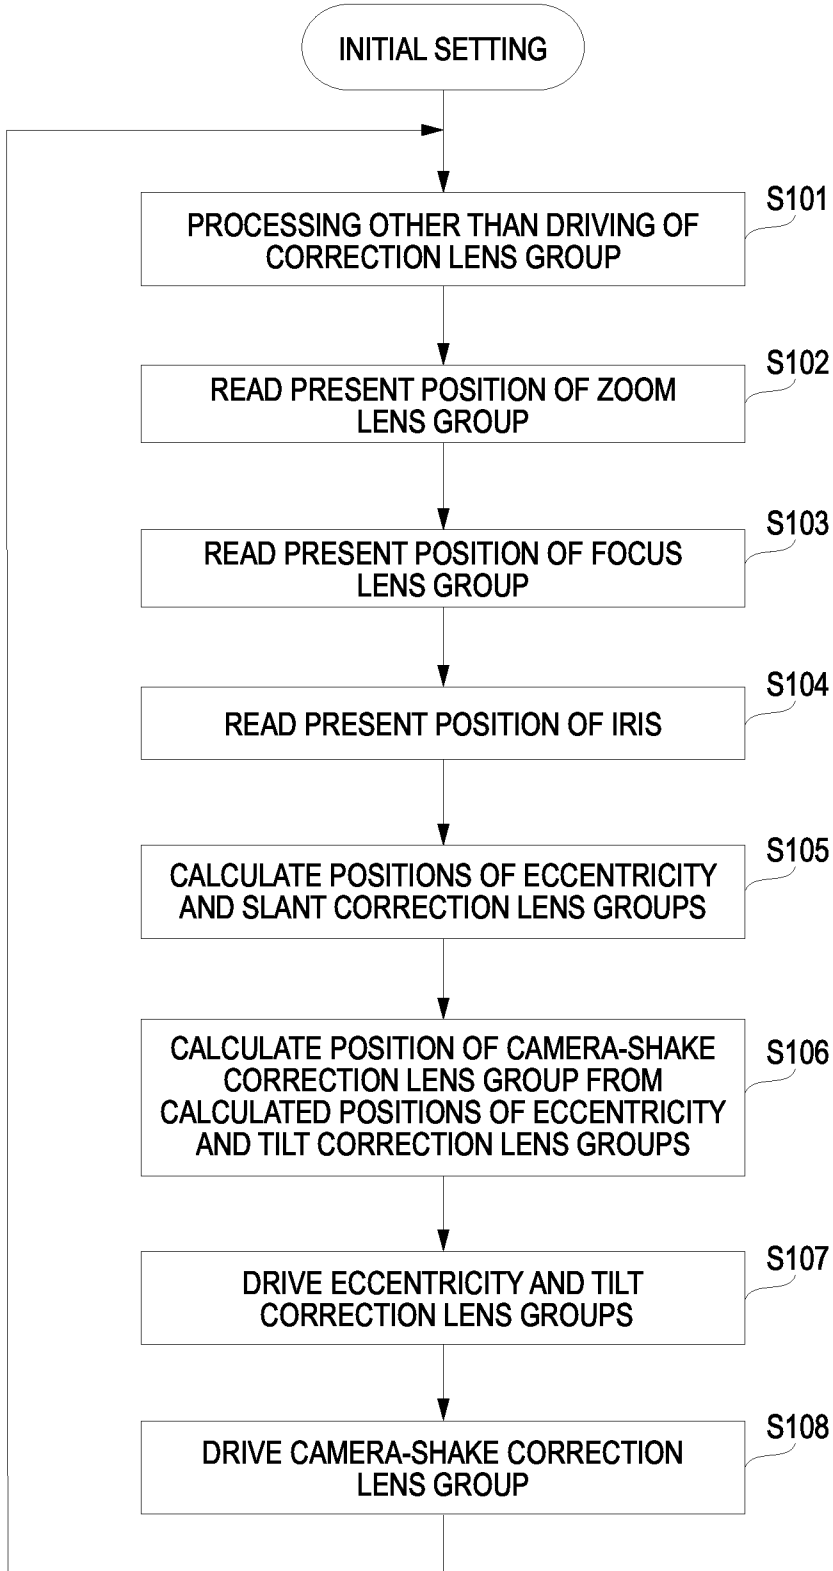 INITIAL SETTING
S101
PROCESSING OTHER THAN DRIVING OF
CORRECTION LENS GROUP
S102
READ PRESENT POSITION OF ZOOM
LENS GROUP
S103
READ PRESENT POSITION OF FOCUS
LENS GROUP
S104
READ PRESENT POSITION OF IRIS
S105
CALCULATE POSITIONS OF ECCENTRICITY
AND SLANT CORRECTION LENS GROUPS
S106
CALCULATE POSITION OF CAMERA-SHAKE
CORRECTION LENS GROUP FROM
CALCULATED POSITIONS OF ECCENTRICITY
AND TILT CORRECTION LENS GROUPS
S107
DRIVE ECCENTRICITY AND TILT
CORRECTION LENS GROUPS
S108
DRIVE CAMERA-SHAKE CORRECTION
LENS GROUP